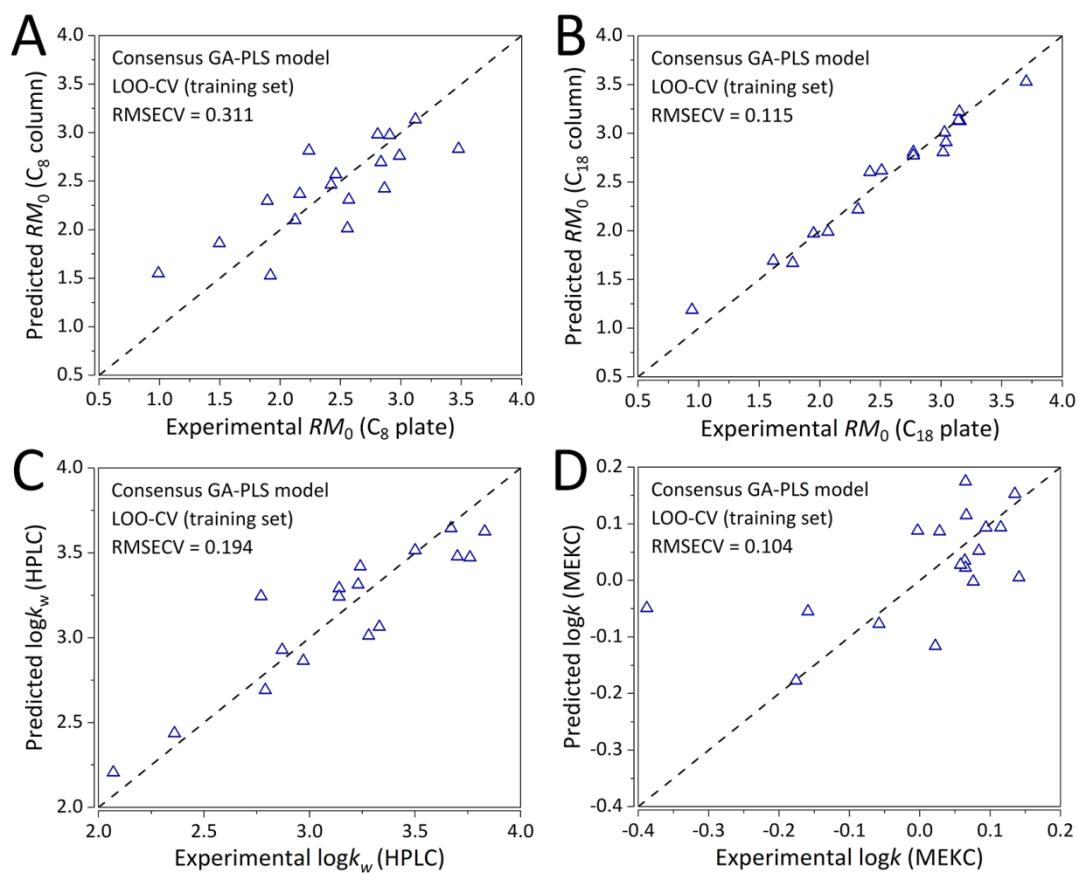 A
Consensus GA-PLS model
LOO-CV (training set)
RMSECV = 0.311
Predicted RM0 (C8 column)
4.0
3.5
3.0
2.5
2.0
1.5
1.0
0.5
0.5 1.0 1.5 2.0 2.5 3.0 3.5 4.0
Experimental RM0 (C8 plate)
B
Consensus GA-PLS model
LOO-CV (training set)
RMSECV = 0.115
Predicted RM0 (C18 column)
4.0
3.5
3.0
2.5
2.0
1.5
1.0
0.5
0.5 1.0 1.5 2.0 2.5 3.0 3.5 4.0
Experimental RM0 (C18 plate)
C
Consensus GA-PLS model
LOO-CV (training set)
RMSECV = 0.194
Predicted logkw (HPLC)
4.0
3.5
3.0
2.5
2.0
2.0 2.5 3.0 3.5 4.0
Experimental logkw (HPLC)
D
Consensus GA-PLS model
LOO-CV (training set)
RMSECV = 0.104
Predicted logk (MEKC)
0.2
0.1
0.0
-0.1
-0.2
-0.3
-0.4
-0.4 -0.3 -0.2 -0.1 0.0 0.1 0.2
Experimental logk (MEKC)